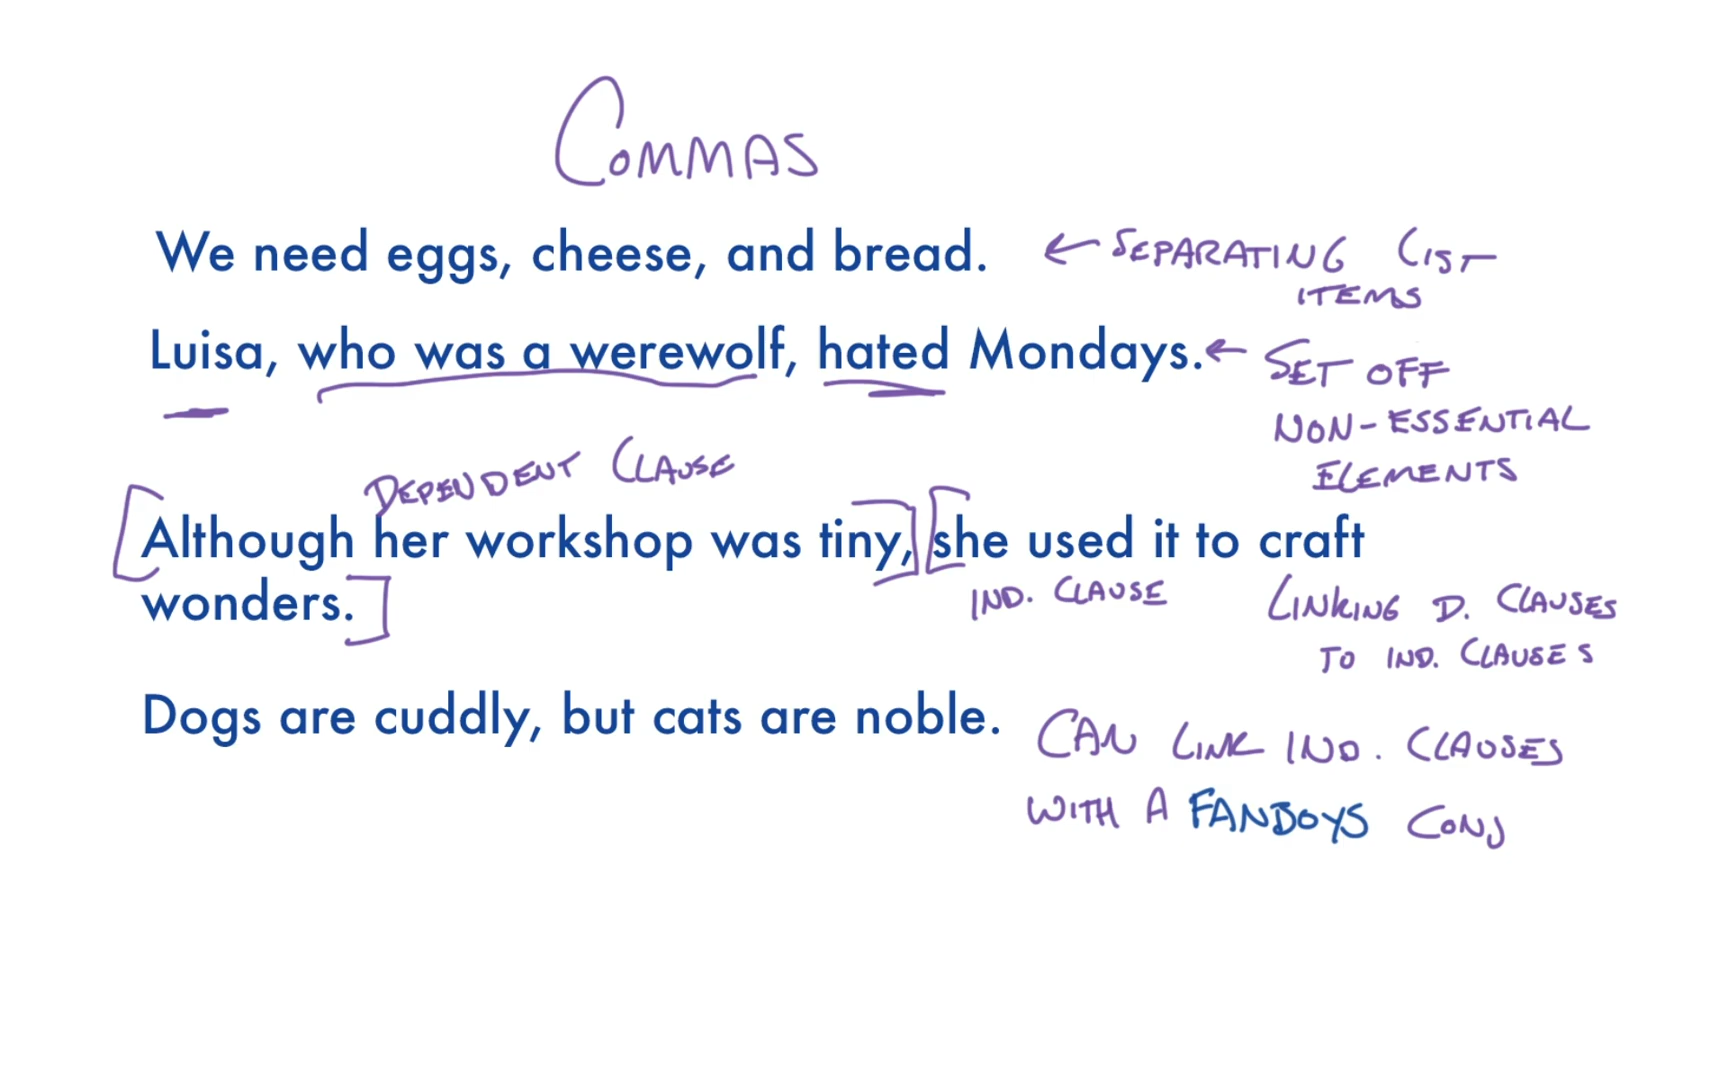 COMMAS
We need eggs, cheese, and bread. ← SEPARATING LIST
ITEMS
Luisa, who was a werewolf, hated Mondays. ← SET OFF
NON-ESSENTIAL
ELEMENTS
DEPENDENT CLAUSE
[Although her workshop was tiny,] [she used it to craft
wonders.]
IND. CLAUSE
LINKING D. CLAUSES
TO IND. CLAUSES
Dogs are cuddly, but cats are noble.
CAN LINK IND. CLAUSES
WITH A FANBOYS CONJ